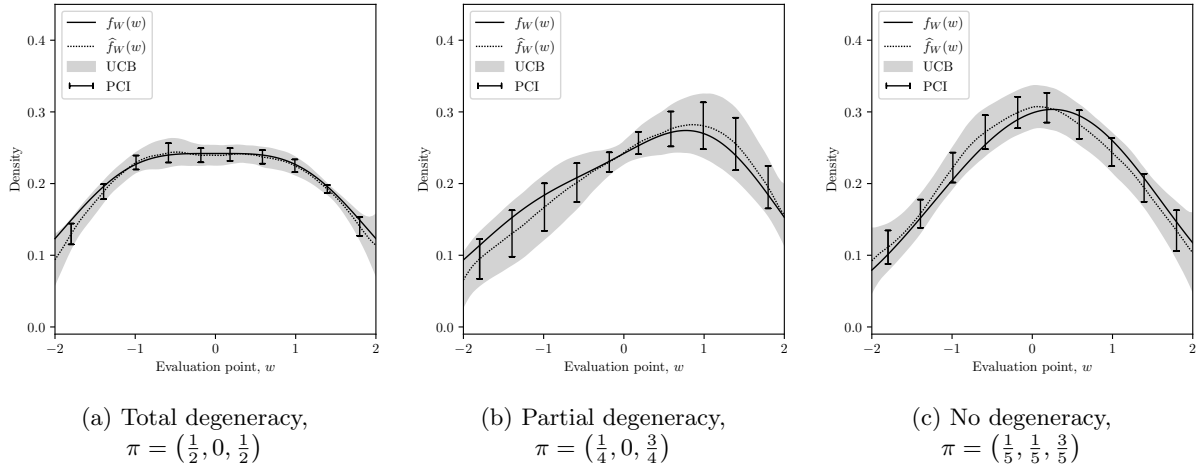 0.4
0.3
0.2
0.1
0.0
Density
f_W(w)
f̂_W(w)
UCB
PCI
−2 −1 0 1 2
Evaluation point, w
(a) Total degeneracy,
π = (1/2, 0, 1/2)
0.4
0.3
0.2
0.1
0.0
Density
f_W(w)
f̂_W(w)
UCB
PCI
−2 −1 0 1 2
Evaluation point, w
(b) Partial degeneracy,
π = (1/4, 0, 3/4)
0.4
0.3
0.2
0.1
0.0
Density
f_W(w)
f̂_W(w)
UCB
PCI
−2 −1 0 1 2
Evaluation point, w
(c) No degeneracy,
π = (1/5, 1/5, 3/5)